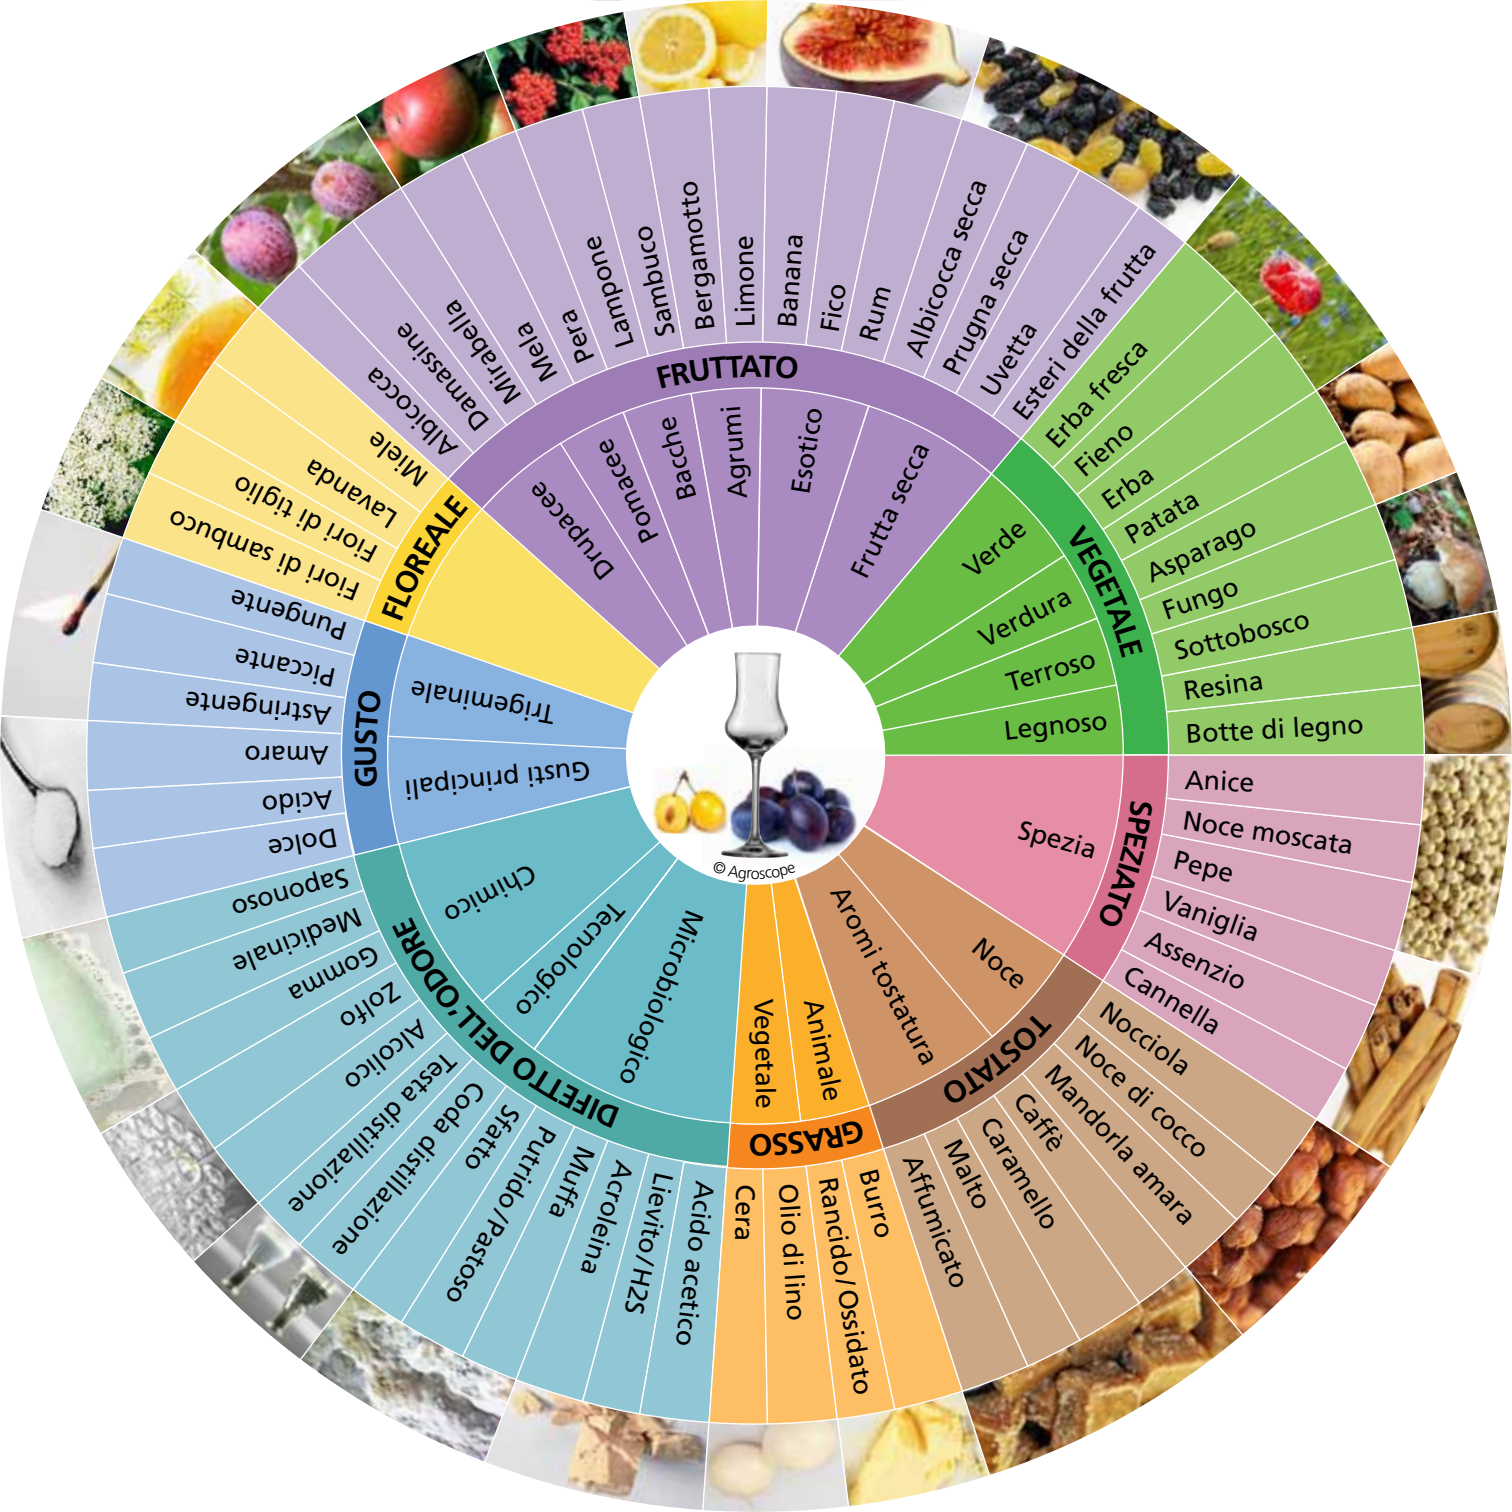 FRUTTATO
Drupacee
Pomacee
Bacche
Agrumi
Esotico
Frutta secca
Albicocca
Damassine
Mirabella
Mela
Pera
Lampone
Sambuco
Bergamotto
Limone
Banana
Fico
Rum
Albicocca secca
Prugna secca
Uvetta
Esteri della frutta
VEGETALE
Verde
Verdura
Terroso
Legnoso
Erba fresca
Fieno
Erba
Patata
Asparago
Fungo
Sottobosco
Resina
Botte di legno
SPEZIATO
Spezia
Anice
Noce moscata
Pepe
Vaniglia
Assenzio
Cannella
TOSTATO
Noce
Aromi tostatura
Nocciola
Noce di cocco
Mandorla amara
Caffè
Caramello
Malto
Affumicato
GRASSO
Animale
Vegetale
Burro
Rancido/Ossidato
Olio di lino
Cera
DIFETTO DELL'ODORE
Microbiologico
Tecnologico
Chimico
Acido acetico
Lievito/H2S
Acroleina
Muffa
Putrido/Pastoso
Sfatto
Coda distillazione
Testa distillazione
Alcolico
Zolfo
Gomma
Medicinale
Saponoso
GUSTO
Gusti principali
Trigeminale
Dolce
Acido
Amaro
Astringente
Piccante
Pungente
FLOREALE
Fiori di sambuco
Fiori di tiglio
Lavanda
Miele
© Agroscope